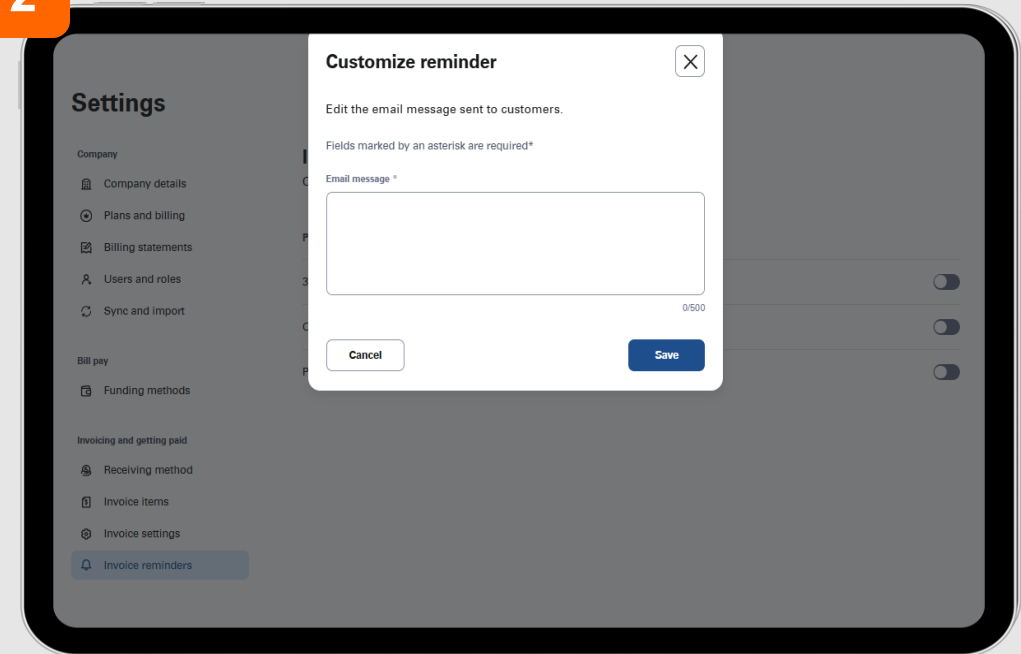 2
Customize reminder
Edit the email message sent to customers.
Fields marked by an asterisk are required*
Email message *
0/500
Cancel
Save
Settings
Company
Company details
Plans and billing
Billing statements
Users and roles
Sync and import
Bill pay
Funding methods
Invoicing and getting paid
Receiving method
Invoice items
Invoice settings
Invoice reminders